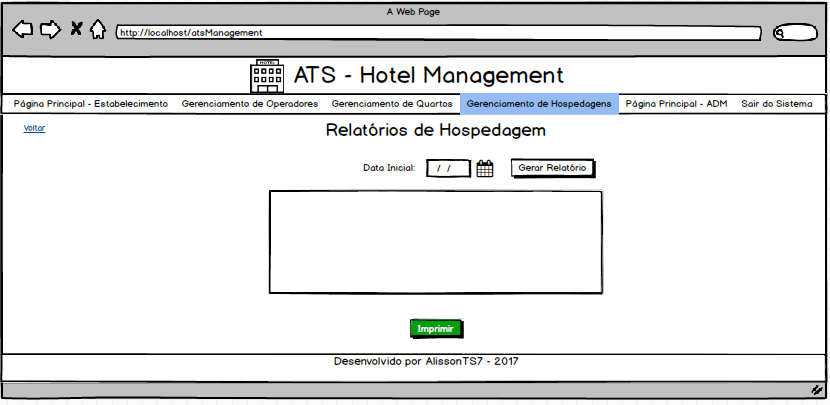 A Web Page
http://localhost/atsManagement
HOTEL
ATS - Hotel Management
Página Principal - Estabelecimento Gerenciamento de Operadores Gerenciamento de Quartos Gerenciamento de Hospedagens Página Principal - ADM Sair do Sistema
Voltar
Relatórios de Hospedagem
Data Inicial: / / Gerar Relatório
Imprimir
Desenvolvido por AlissonTS7 - 2017